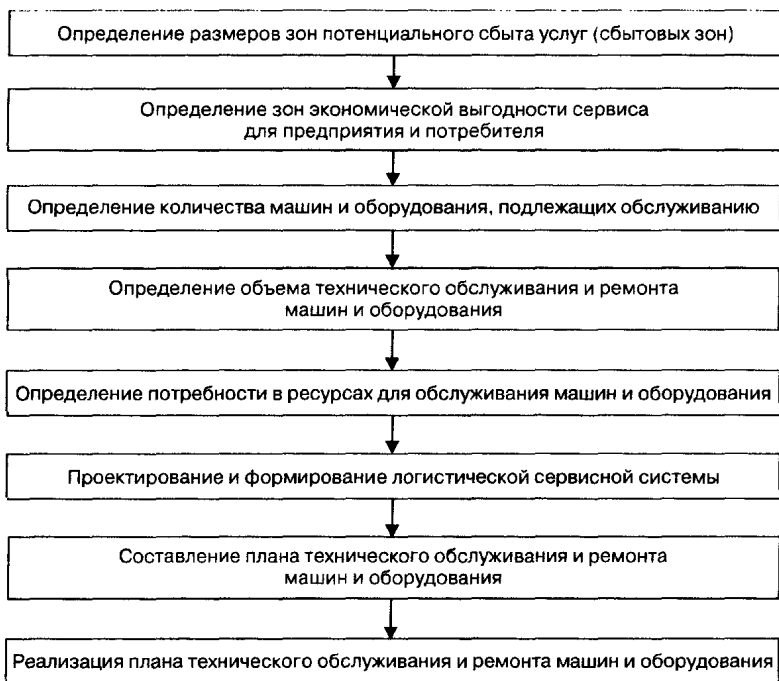 Определение размеров зон потенциального сбыта услуг (сбытовых зон)
Определение зон экономической выгодности сервиса
для предприятия и потребителя
Определение количества машин и оборудования, подлежащих обслуживанию
Определение объема технического обслуживания и ремонта
машин и оборудования
Определение потребности в ресурсах для обслуживания машин и оборудования
Проектирование и формирование логистической сервисной системы
Составление плана технического обслуживания и ремонта
машин и оборудования
Реализация плана технического обслуживания и ремонта машин и оборудования